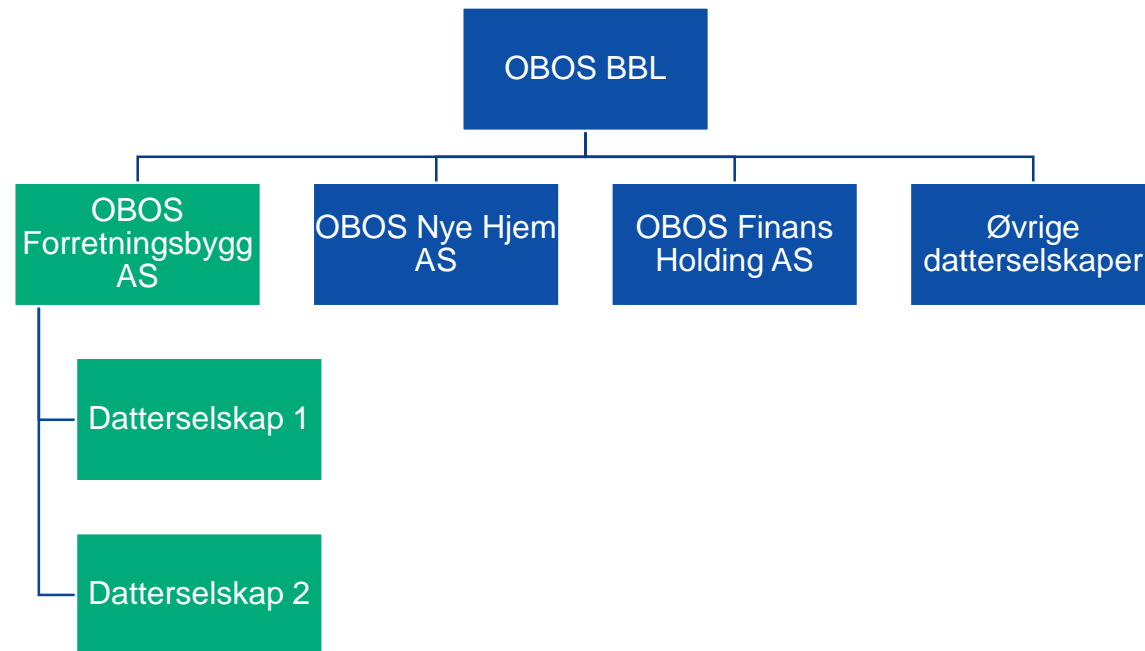 OBOS BBL
OBOS
Forretningsbygg
AS
OBOS Nye Hjem
AS
OBOS Finans
Holding AS
Øvrige
datterselskaper
Datterselskap 1
Datterselskap 2